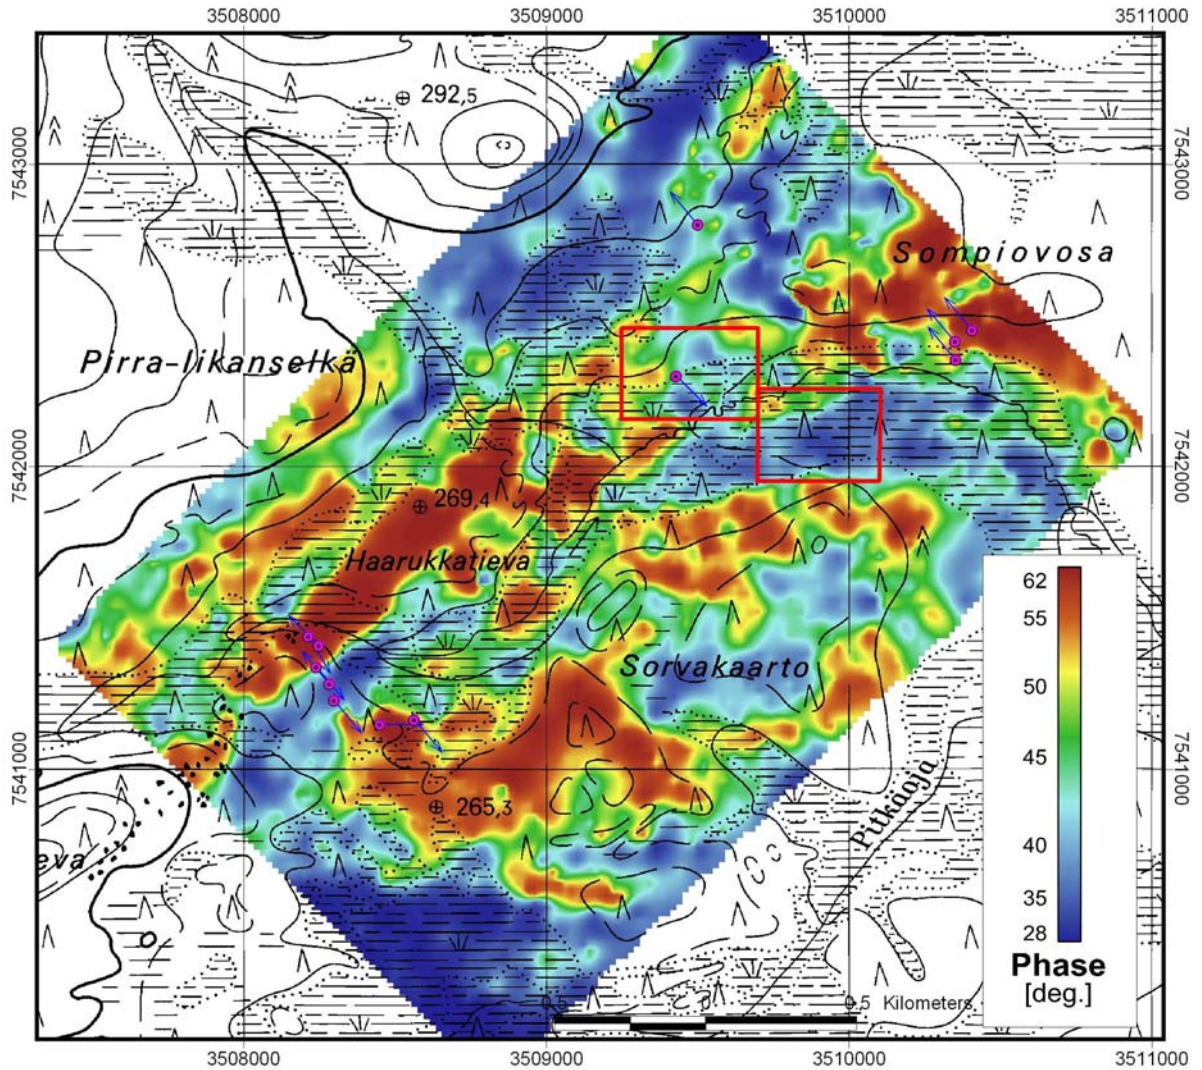 3508000 3509000 3510000 3511000
292,5
7543000
7543000
Sompiovosa
Pirra-Iikanselkä
7542000
7542000
269,4
Haarukkatieva
62
55
Sorvakaarto
50
45
7541000
7541000
Pitkäoja
265,3
eva
40
35
28
Phase
[deg.]
0.5 0 0.5 Kilometers
3508000 3509000 3510000 3511000